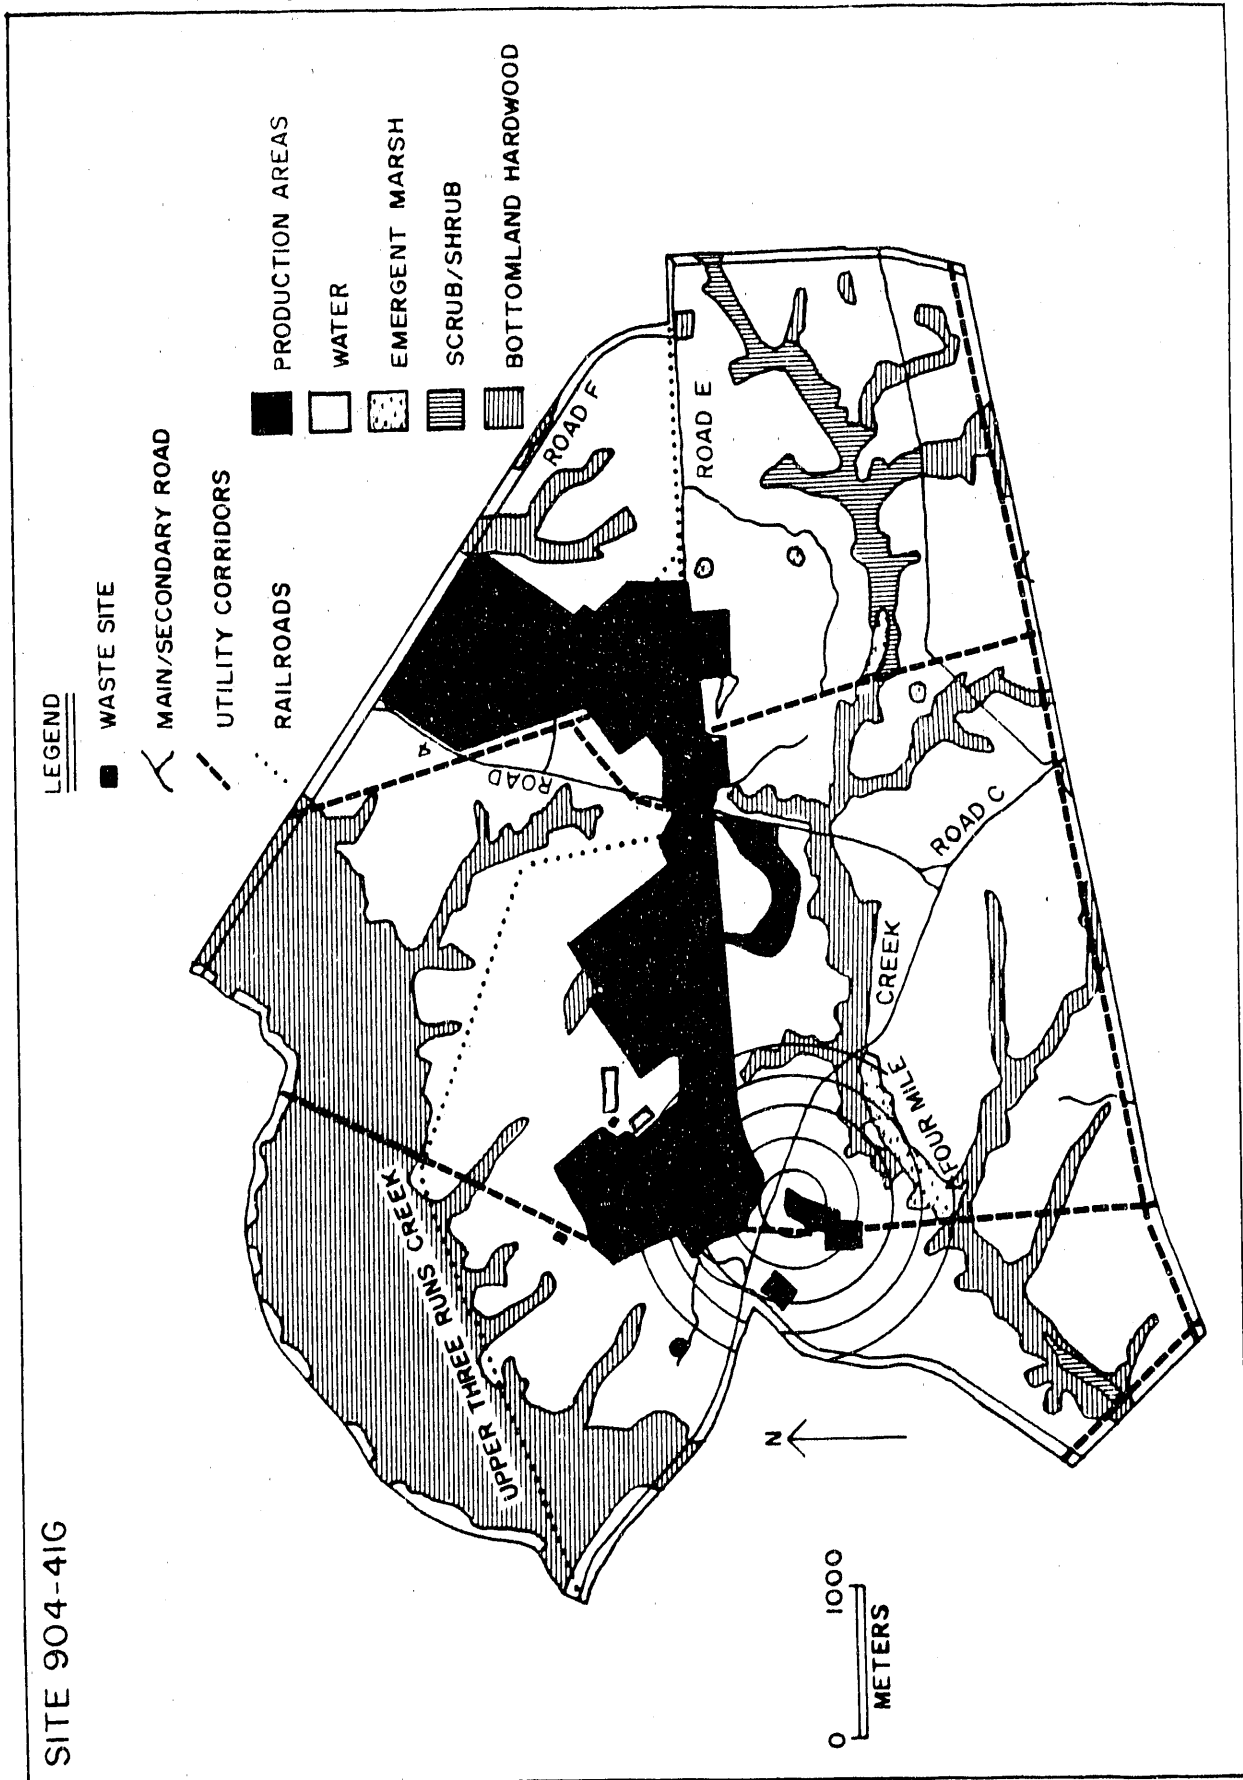 SITE 904-41G
LEGEND
WASTE SITE
MAIN/SECONDARY ROAD
UTILITY CORRIDORS
RAILROADS
PRODUCTION AREAS
WATER
EMERGENT MARSH
SCRUB/SHRUB
BOTTOMLAND HARDWOOD
UPPER THREE RUNS CREEK
ROAD
ROAD F
ROAD E
ROAD C
FOUR MILE
CREEK
N
0 1000
METERS